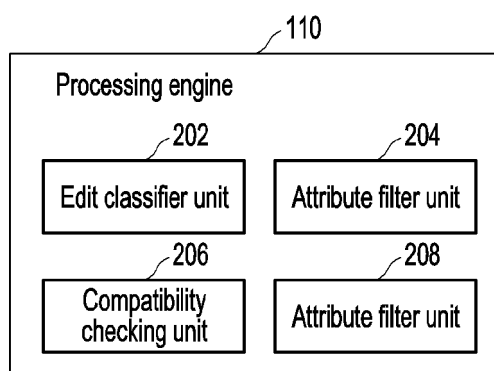 110
Processing engine
202
204
Edit classifier unit
Attribute filter unit
206
208
Compatibility
checking unit
Attribute filter unit